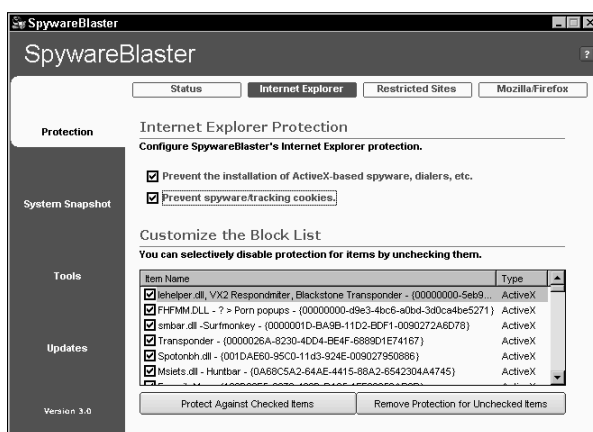 SpywareBlaster
SpywareBlaster
?
Status
Internet Explorer
Restricted Sites
Mozilla/Firefox
Protection
System Snapshot
Tools
Updates
Version 3.0
Internet Explorer Protection
Configure SpywareBlaster's Internet Explorer protection.
Prevent the installation of ActiveX-based spyware, dialers, etc.
Prevent spyware/tracking cookies.
Customize the Block List
You can selectively disable protection for items by unchecking them.
Item Name Type
Iehelper.dll, VX2 Respondmiter, Blackstone Transponder - {00000000-5eb9... ActiveX
FHFMM.DLL - ? > Porn popups - {00000000-d9e3-4bc6-a0bd-3d0ca4be5271} ActiveX
smbar.dll -Surfmonkey - {0000001D-BA9B-11D2-BDF1-0090272A6D78} ActiveX
Transponder - {0000026A-8230-4DD4-BE4F-6889D1E74167} ActiveX
Spotonbh.dll - {001DAE60-95C0-11d3-924E-009027950886} ActiveX
Msiets.dll - Huntbar - {0A68C5A2-64AE-4415-88A2-6542304A4745} ActiveX
Protect Against Checked Items
Remove Protection for Unchecked Items